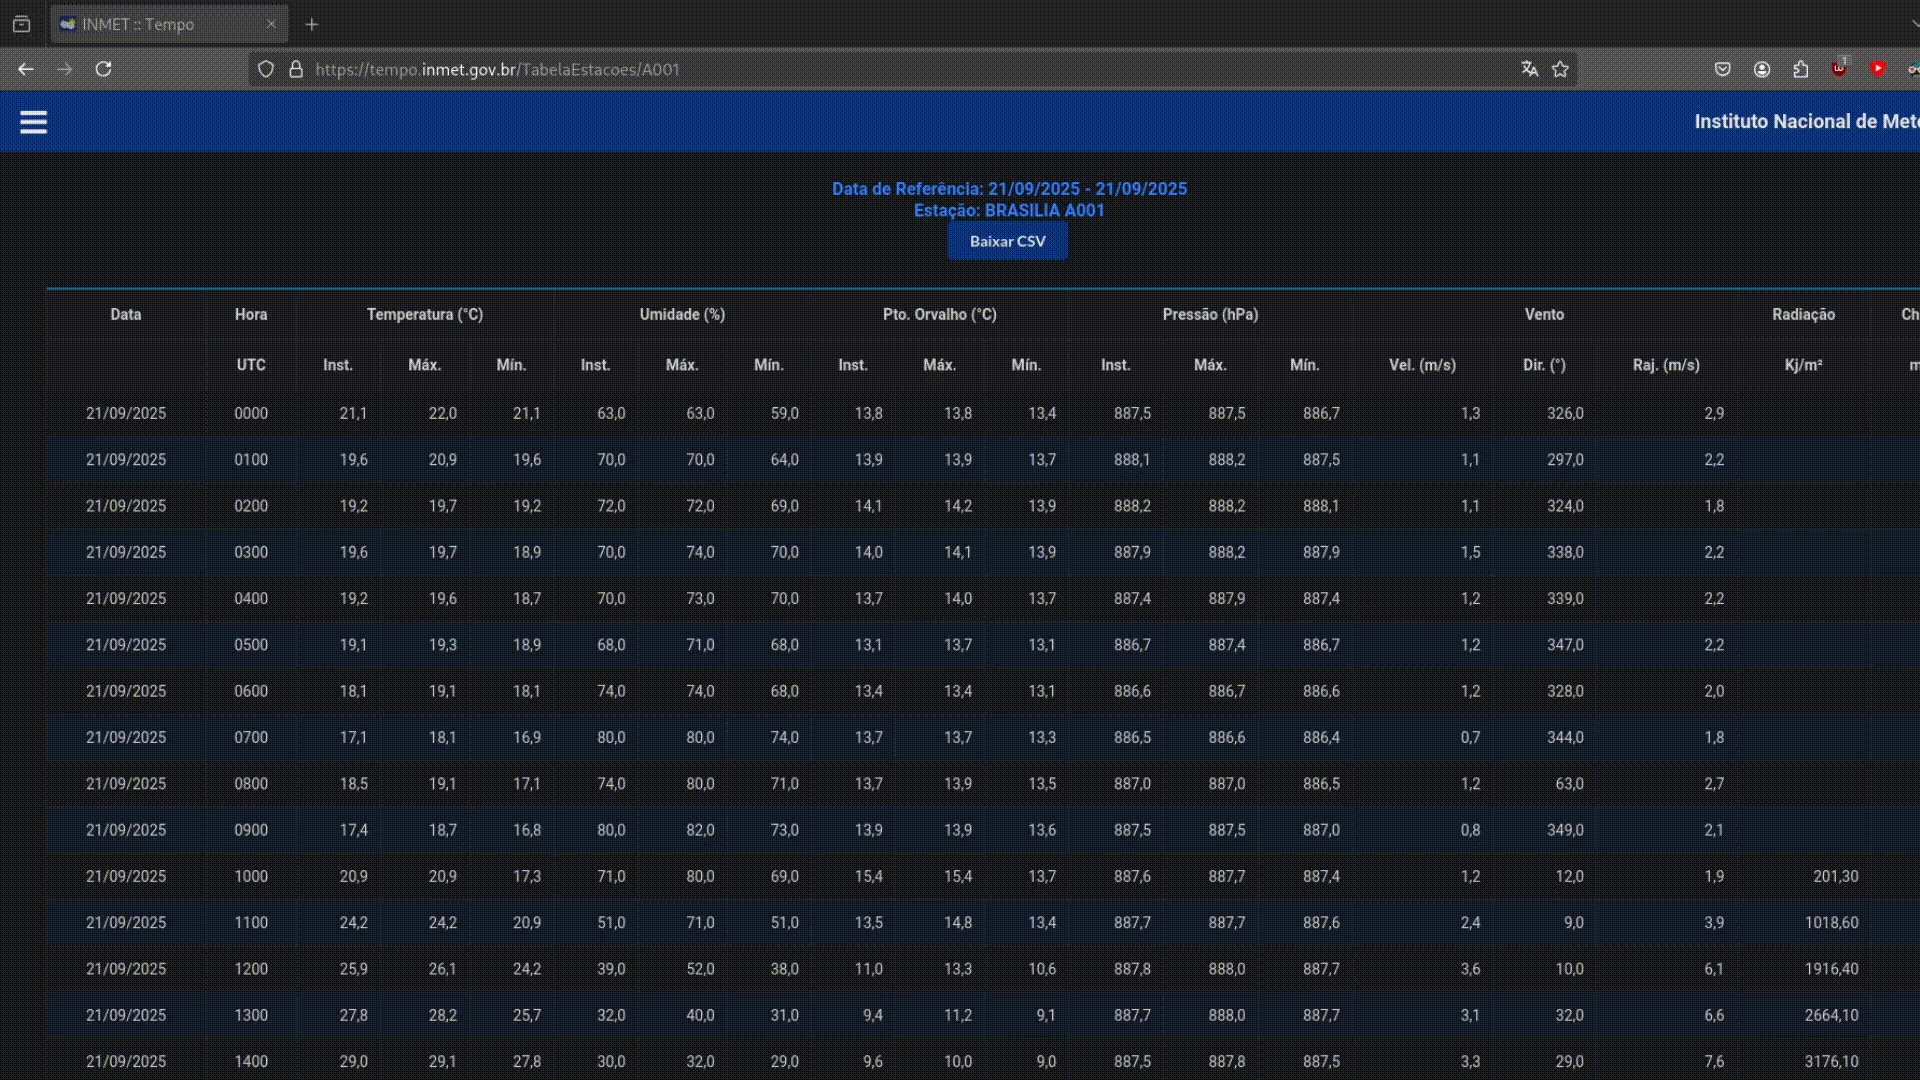 INMET :: Tempo
https://tempo.inmet.gov.br/TabelaEstacoes/A001
1
Instituto Nacional de Mete
Data de Referência: 21/09/2025 - 21/09/2025
Estação: BRASILIA A001
Baixar CSV
Data Hora Temperatura (°C) Umidade (%) Pto. Orvalho (°C) Pressão (hPa) Vento Radiação Ch
UTC Inst. Máx. Mín. Inst. Máx. Mín. Inst. Máx. Mín. Inst. Máx. Mín. Vel. (m/s) Dir. (°) Raj. (m/s) Kj/m² m
21/09/2025 0000 21,1 22,0 21,1 63,0 63,0 59,0 13,8 13,8 13,4 887,5 887,5 886,7 1,3 326,0 2,9
21/09/2025 0100 19,6 20,9 19,6 70,0 70,0 64,0 13,9 13,9 13,7 888,1 888,2 887,5 1,1 297,0 2,2
21/09/2025 0200 19,2 19,7 19,2 72,0 72,0 69,0 14,1 14,2 13,9 888,2 888,2 888,1 1,1 324,0 1,8
21/09/2025 0300 19,6 19,7 18,9 70,0 74,0 70,0 14,0 14,1 13,9 887,9 888,2 887,9 1,5 338,0 2,2
21/09/2025 0400 19,2 19,6 18,7 70,0 73,0 70,0 13,7 14,0 13,7 887,4 887,9 887,4 1,2 339,0 2,2
21/09/2025 0500 19,1 19,3 18,9 68,0 71,0 68,0 13,1 13,7 13,1 886,7 887,4 886,7 1,2 347,0 2,2
21/09/2025 0600 18,1 19,1 18,1 74,0 74,0 68,0 13,4 13,4 13,1 886,6 886,7 886,6 1,2 328,0 2,0
21/09/2025 0700 17,1 18,1 16,9 80,0 80,0 74,0 13,7 13,7 13,3 886,5 886,6 886,4 0,7 344,0 1,8
21/09/2025 0800 18,5 19,1 17,1 74,0 80,0 71,0 13,7 13,9 13,5 887,0 887,0 886,5 1,2 63,0 2,7
21/09/2025 0900 17,4 18,7 16,8 80,0 82,0 73,0 13,9 13,9 13,6 887,5 887,5 887,0 0,8 349,0 2,1
21/09/2025 1000 20,9 20,9 17,3 71,0 80,0 69,0 15,4 15,4 13,7 887,6 887,7 887,4 1,2 12,0 1,9 201,30
21/09/2025 1100 24,2 24,2 20,9 51,0 71,0 51,0 13,5 14,8 13,4 887,7 887,7 887,6 2,4 9,0 3,9 1018,60
21/09/2025 1200 25,9 26,1 24,2 39,0 52,0 38,0 11,0 13,3 10,6 887,8 888,0 887,7 3,6 10,0 6,1 1916,40
21/09/2025 1300 27,8 28,2 25,7 32,0 40,0 31,0 9,4 11,2 9,1 887,7 888,0 887,7 3,1 32,0 6,6 2664,10
21/09/2025 1400 29,0 29,1 27,8 30,0 32,0 29,0 9,6 10,0 9,0 887,5 887,8 887,5 3,3 29,0 7,6 3176,10